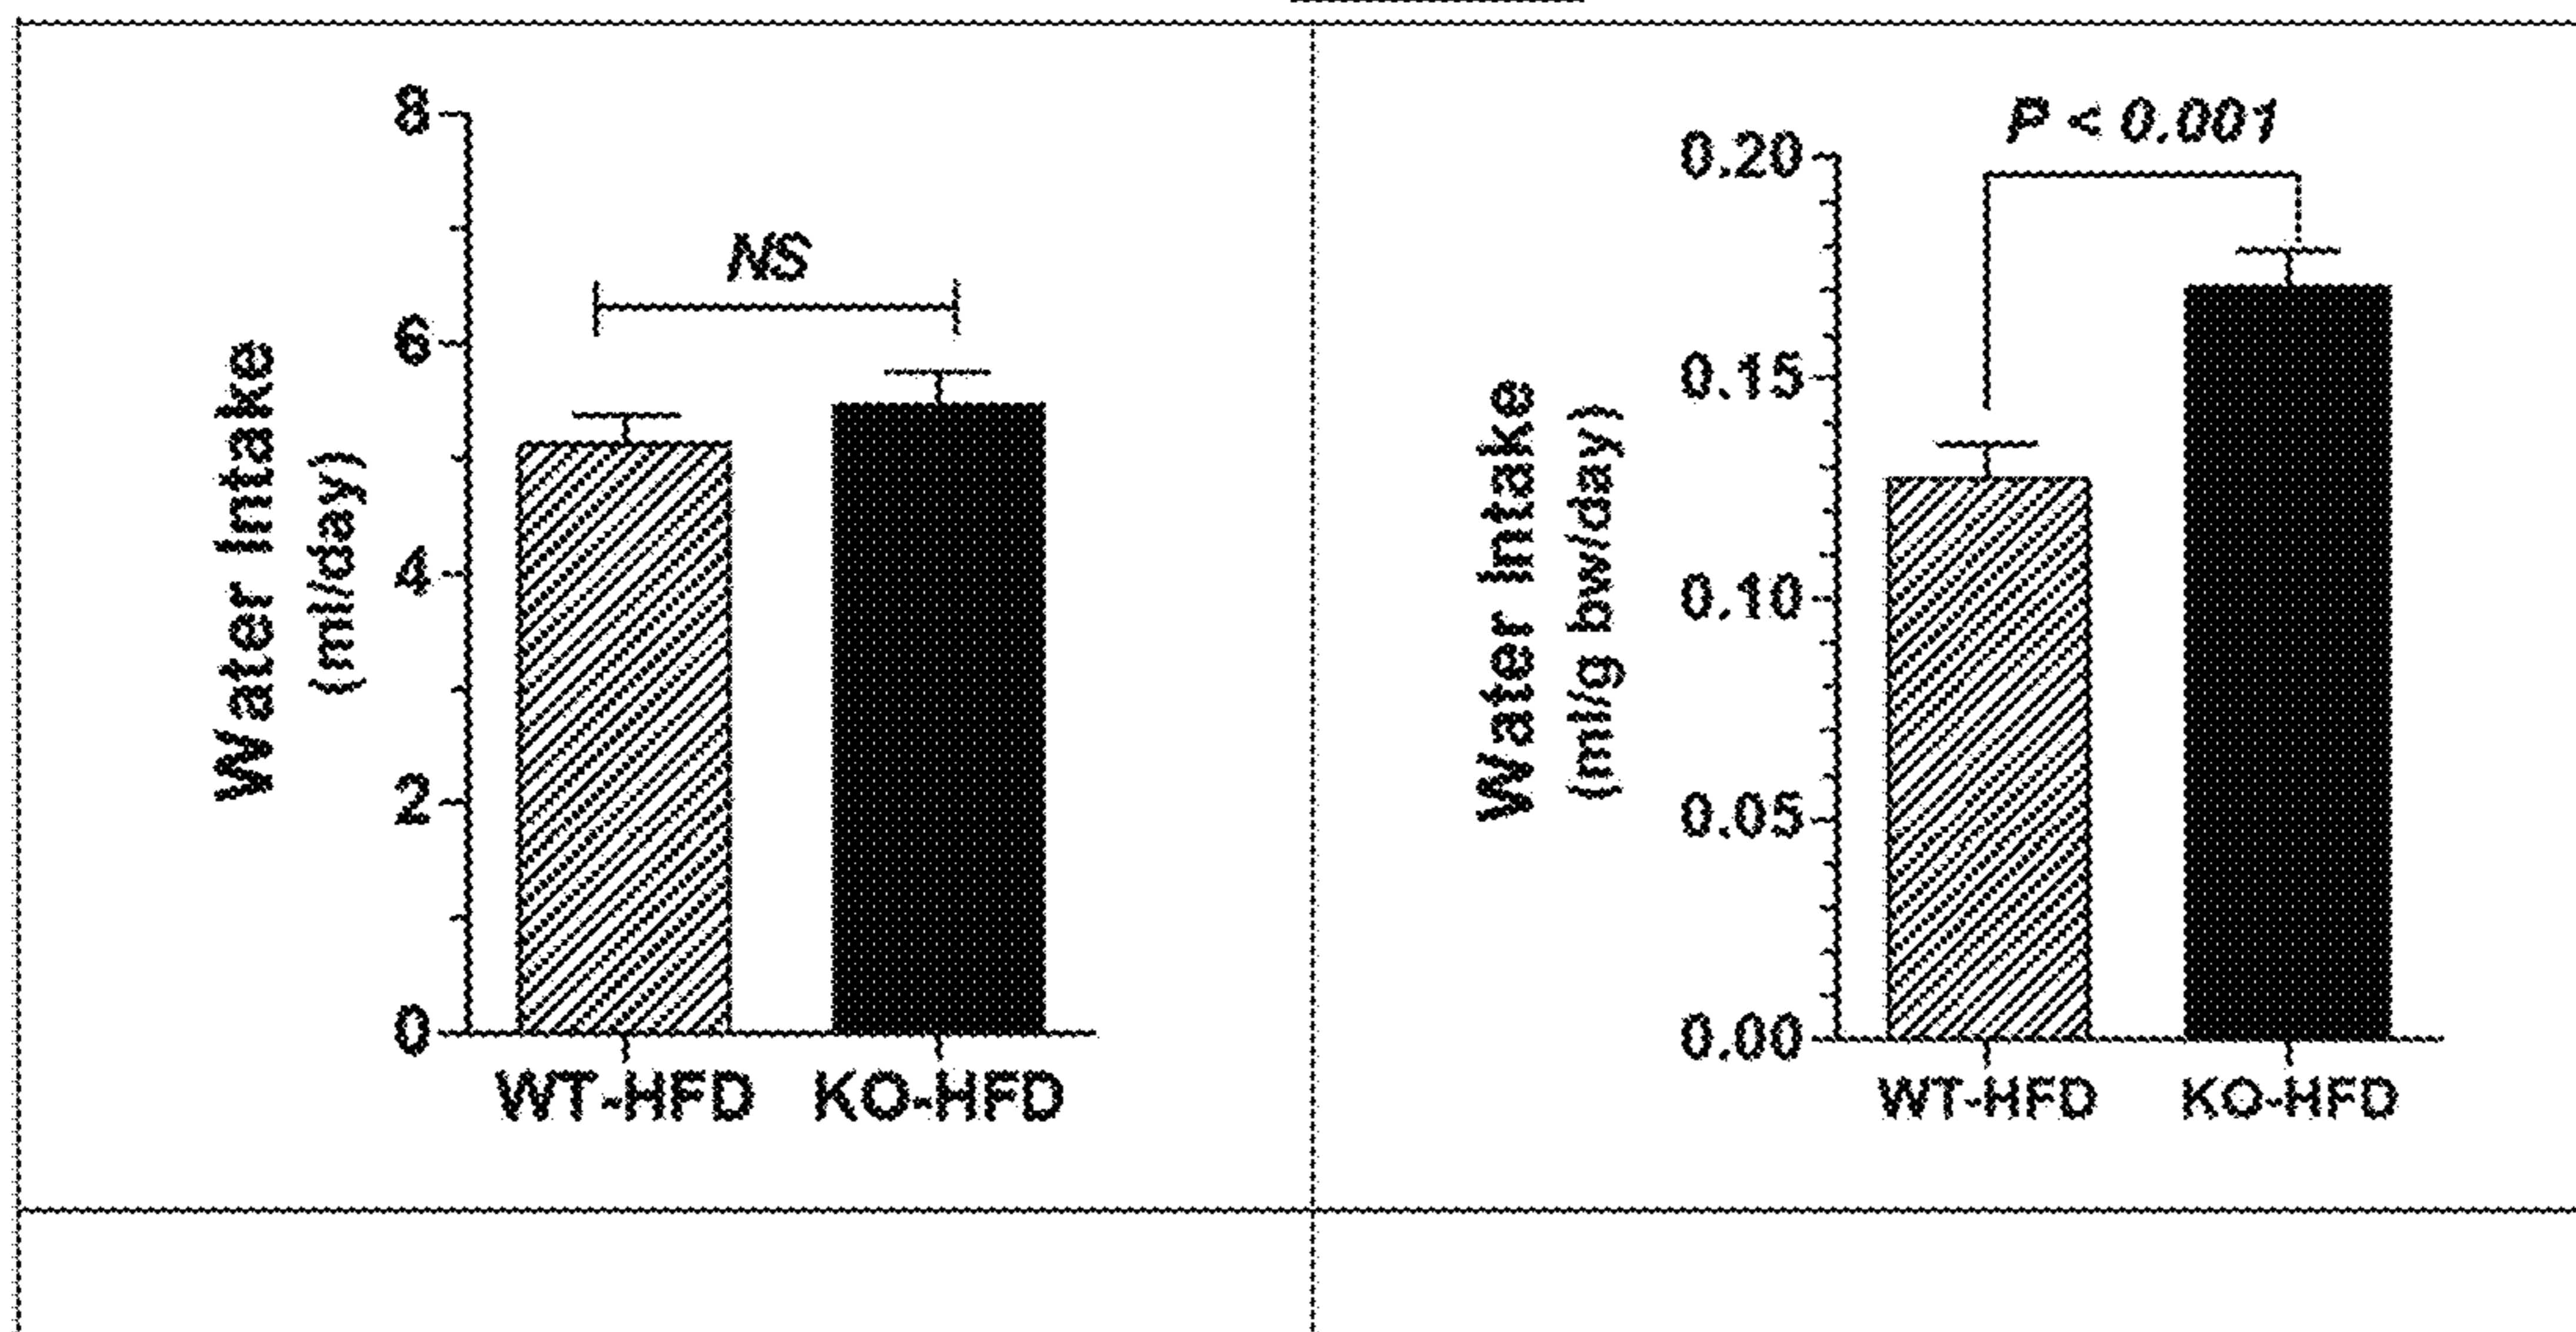 Water Intake
(ml/day)
8
6
4
2
0
NS
WT-HFD KO-HFD
Water Intake
(ml/g bw/day)
0.20
0.15
0.10
0.05
0.00
P < 0.001
WT-HFD KO-HFD